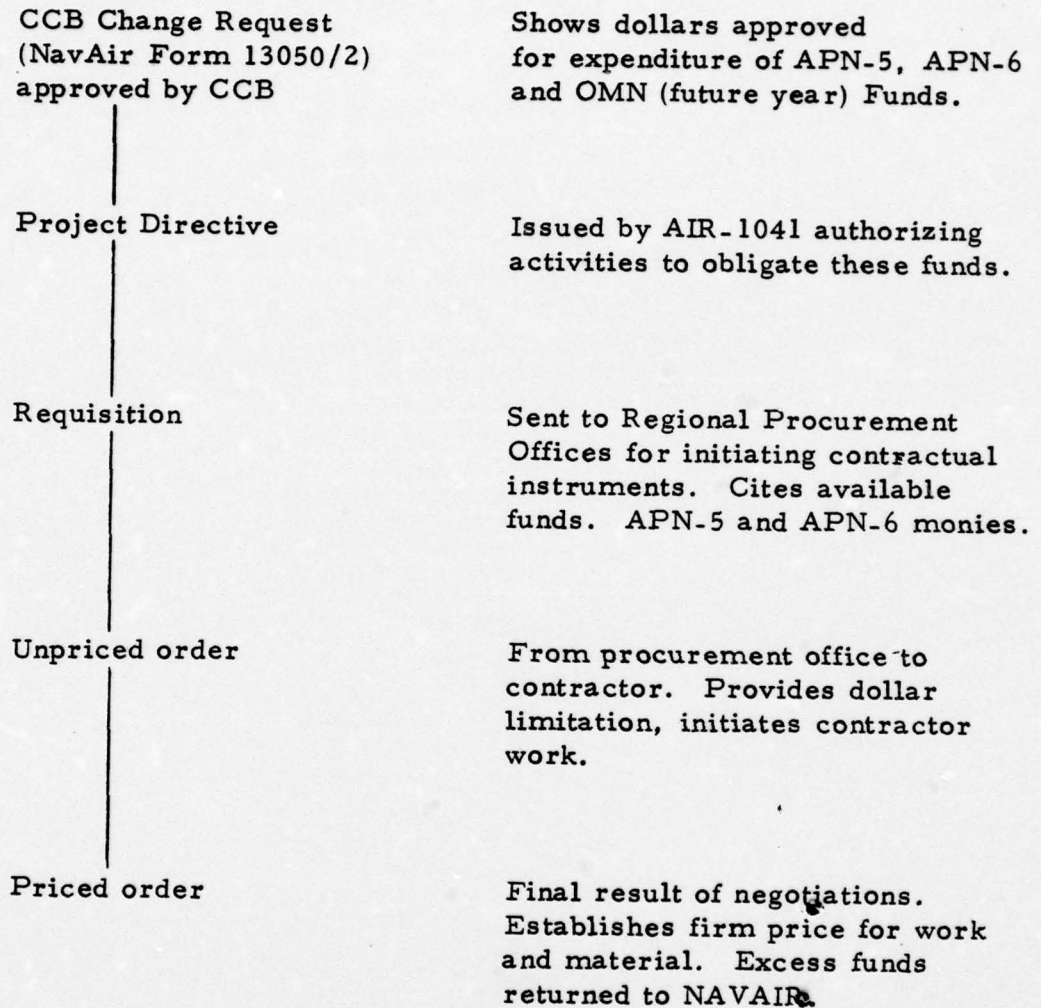 CCB Change Request
(NavAir Form 13050/2)
approved by CCB
Shows dollars approved
for expenditure of APN-5, APN-6
and OMN (future year) Funds.
Project Directive
Issued by AIR-1041 authorizing
activities to obligate these funds.
Requisition
Sent to Regional Procurement
Offices for initiating contractual
instruments. Cites available
funds. APN-5 and APN-6 monies.
Unpriced order
From procurement office to
contractor. Provides dollar
limitation, initiates contractor
work.
Priced order
Final result of negotiations.
Establishes firm price for work
and material. Excess funds
returned to NAVAIR.